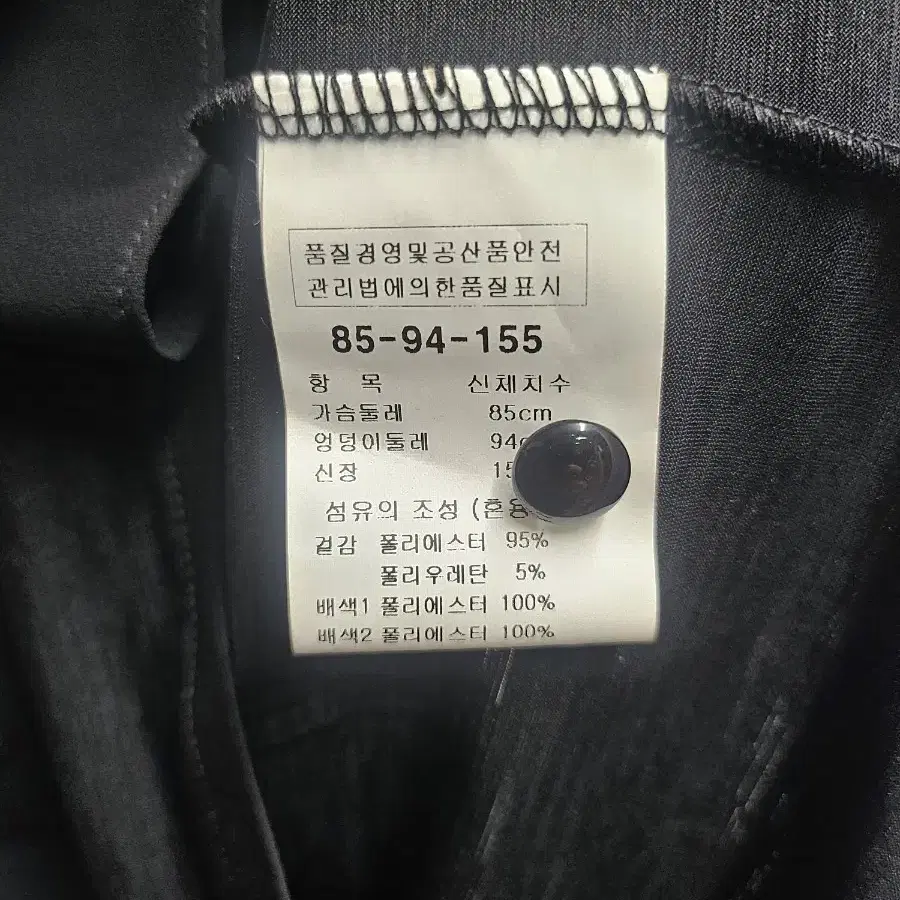 품질경영및공산품안전
관리법에의한품질표시
85-94-155
항 목 신체치수
가슴둘레 85cm
엉덩이둘레
신장
섬유의 조성
겉감 폴리에스터 95%
폴리우레탄 5%
배색1 폴리에스터 100%
배색2 폴리에스터 100%